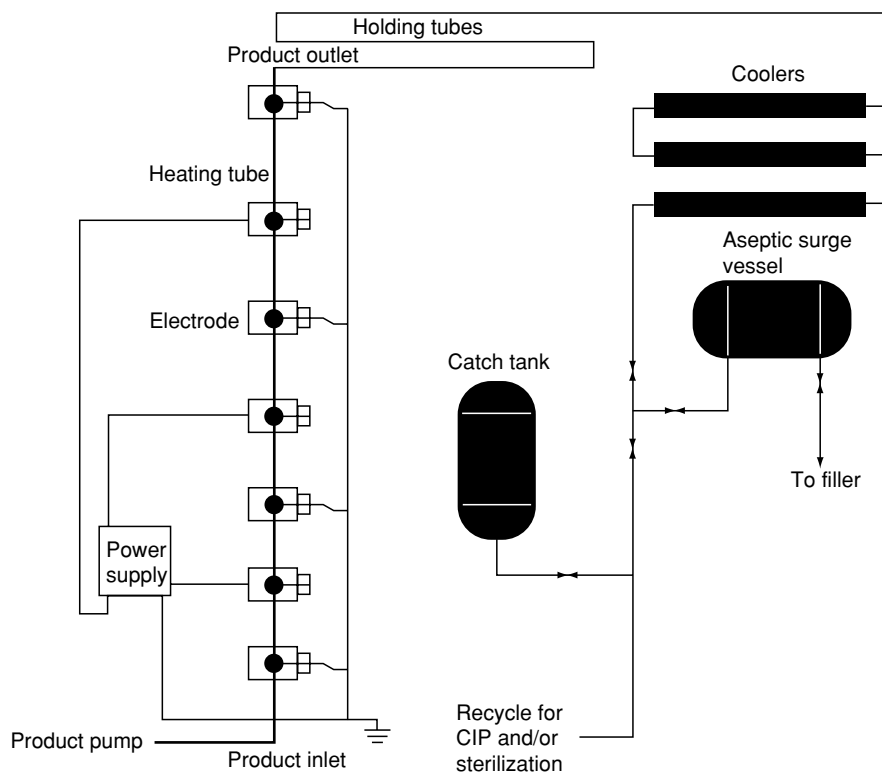 Holding tubes
Product outlet
Coolers
Heating tube
Aseptic surge
vessel
Electrode
Catch tank
To filler
Power
supply
Recycle for
CIP and/or
sterilization
Product pump
Product inlet